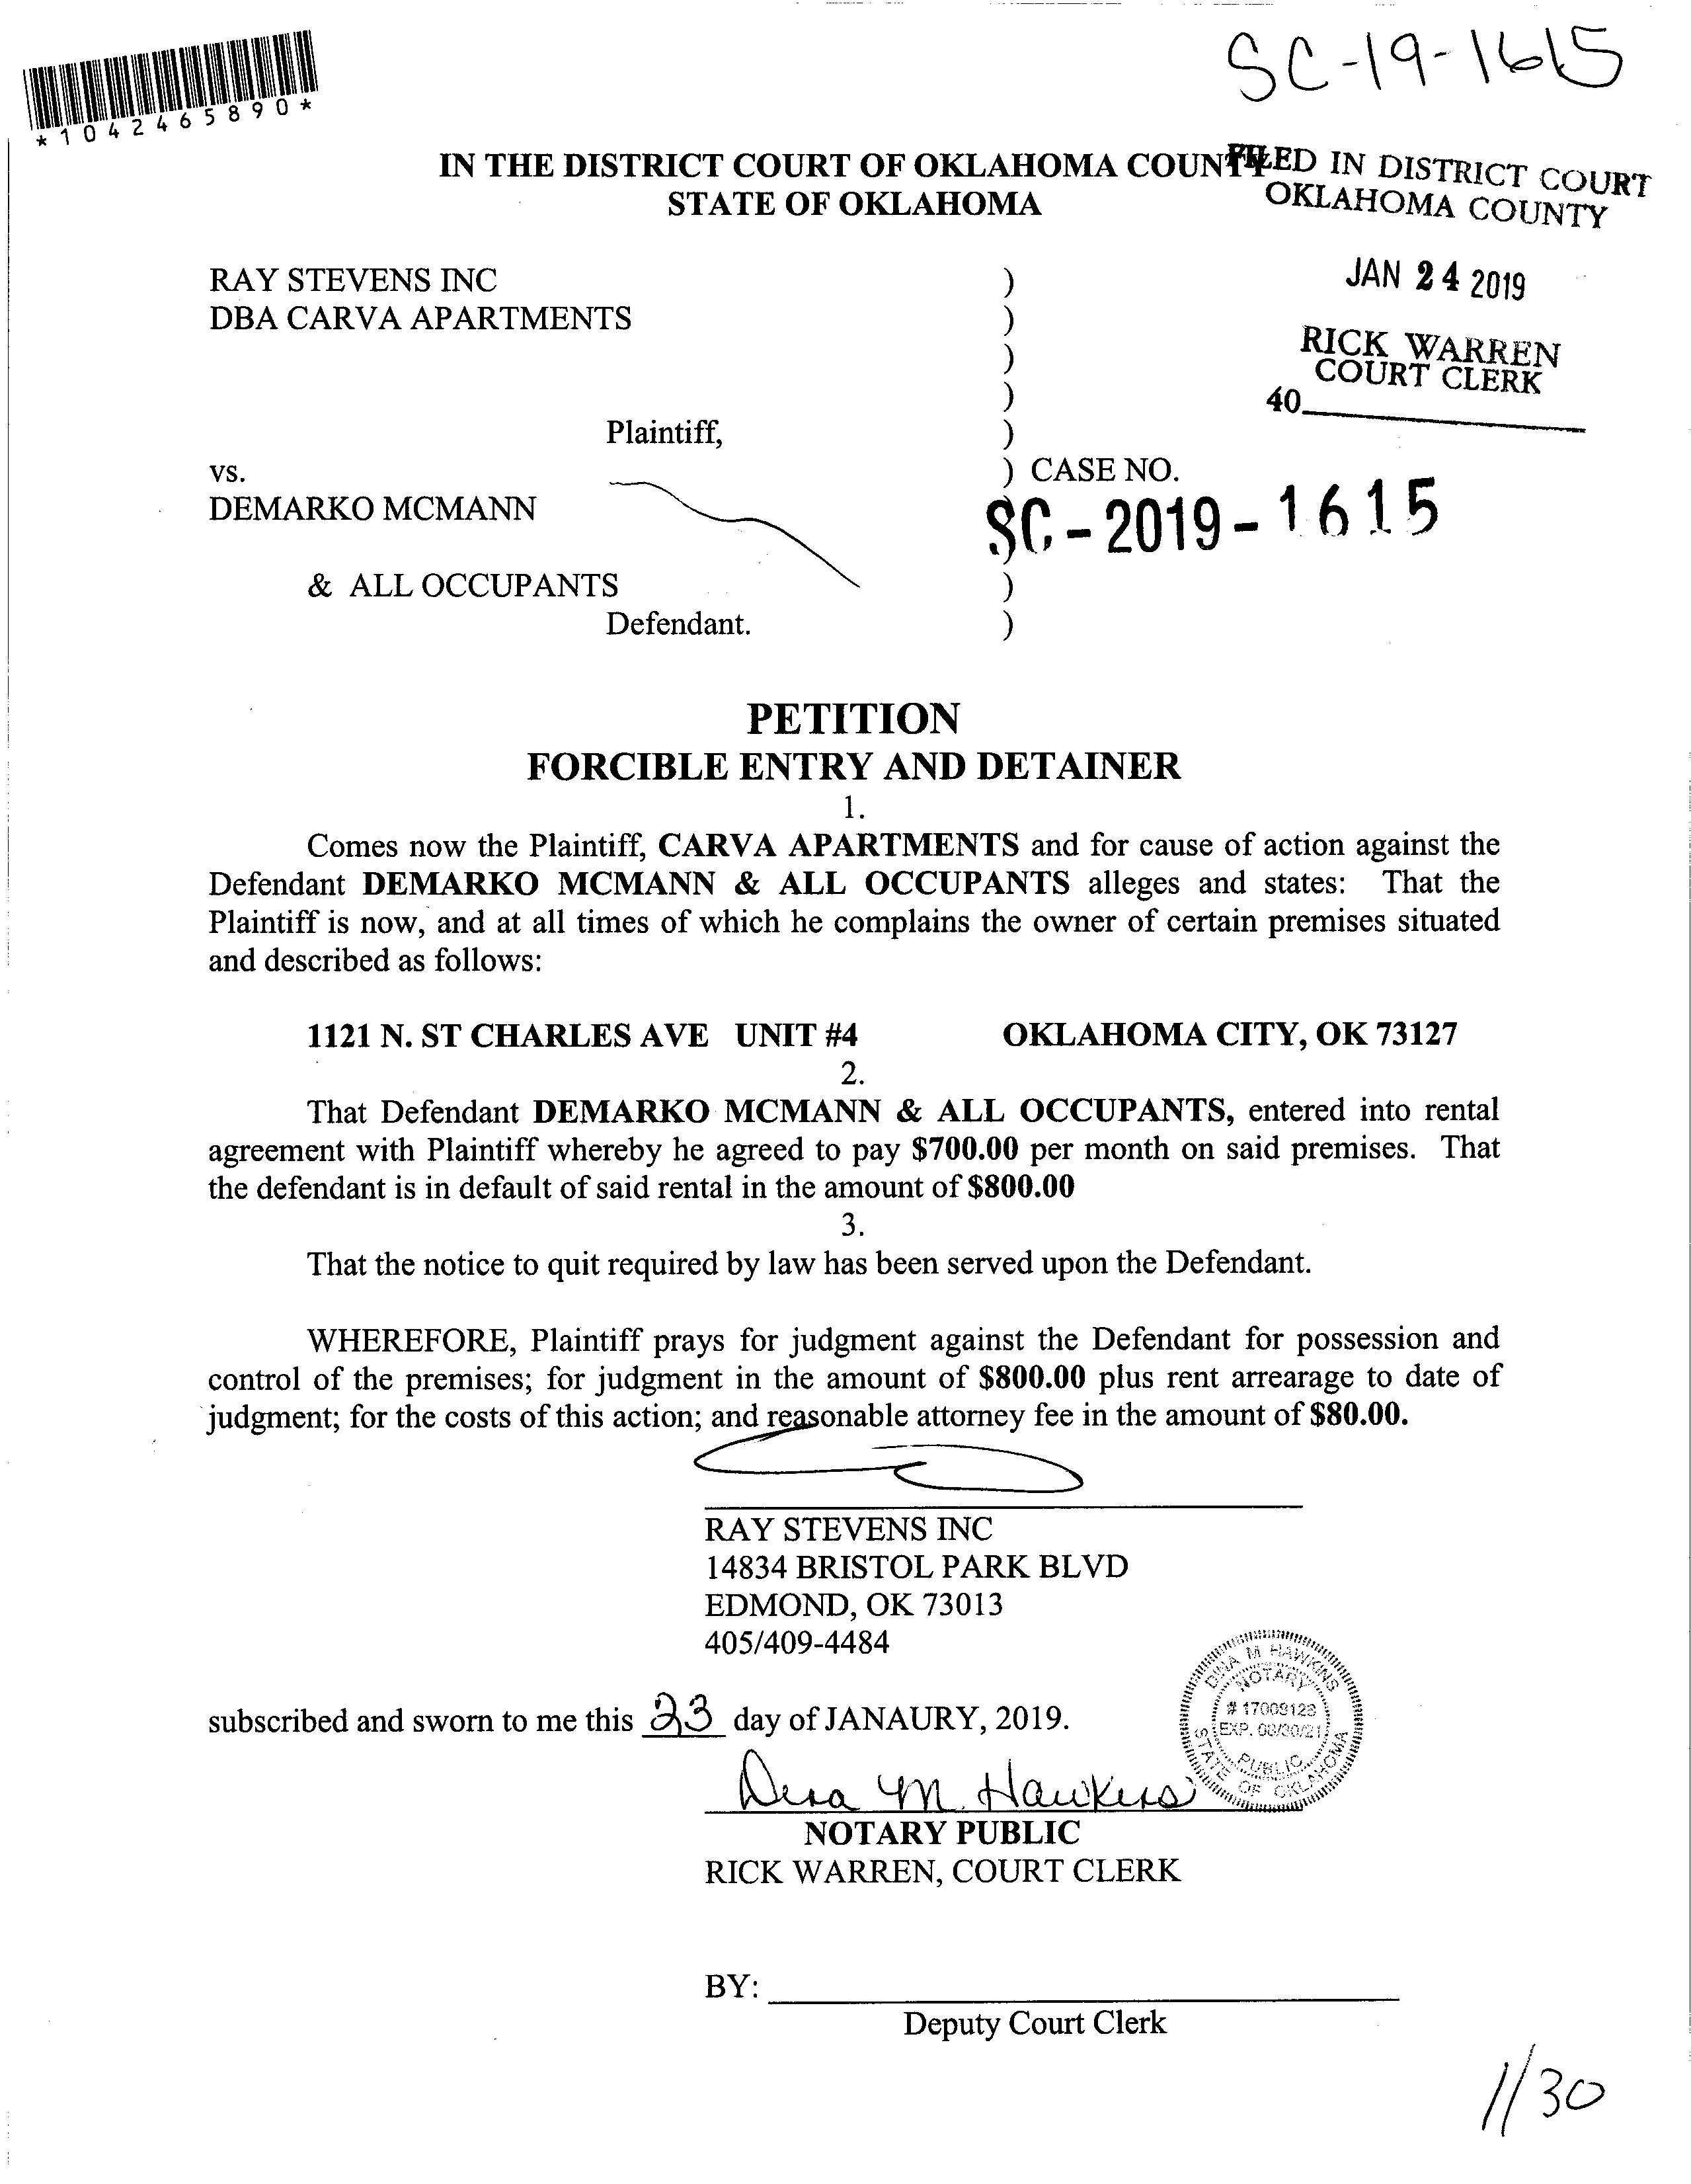 SC-19-1615
*1042465890*
IN THE DISTRICT COURT OF OKLAHOMA COUNTY
STATE OF OKLAHOMA
FILED IN DISTRICT COURT
OKLAHOMA COUNTY
JAN 24 2019
RICK WARREN
COURT CLERK
40
RAY STEVENS INC )
DBA CARVA APARTMENTS )
)
)
Plaintiff, )
vs. ) CASE NO.
DEMARKO MCMANN ) SC-2019-1615
& ALL OCCUPANTS )
Defendant. )
PETITION
FORCIBLE ENTRY AND DETAINER
1.
Comes now the Plaintiff, CARVA APARTMENTS and for cause of action against the
Defendant DEMARKO MCMANN & ALL OCCUPANTS alleges and states: That the
Plaintiff is now, and at all times of which he complains the owner of certain premises situated
and described as follows:
1121 N. ST CHARLES AVE UNIT #4 OKLAHOMA CITY, OK 73127
2.
That Defendant DEMARKO MCMANN & ALL OCCUPANTS, entered into rental
agreement with Plaintiff whereby he agreed to pay $700.00 per month on said premises. That
the defendant is in default of said rental in the amount of $800.00
3.
That the notice to quit required by law has been served upon the Defendant.
WHEREFORE, Plaintiff prays for judgment against the Defendant for possession and
control of the premises; for judgment in the amount of $800.00 plus rent arrearage to date of
judgment; for the costs of this action; and reasonable attorney fee in the amount of $80.00.
RAY STEVENS INC
14834 BRISTOL PARK BLVD
EDMOND, OK 73013
405/409-4484
subscribed and sworn to me this 23 day of JANAURY, 2019.
DINA M HAWKINS
NOTARY
# 17009129
EXP. 08/30/21
PUBLIC
STATE OF OKLAHOMA
Dina M. Hawkins
NOTARY PUBLIC
RICK WARREN, COURT CLERK
BY:
Deputy Court Clerk
1/30